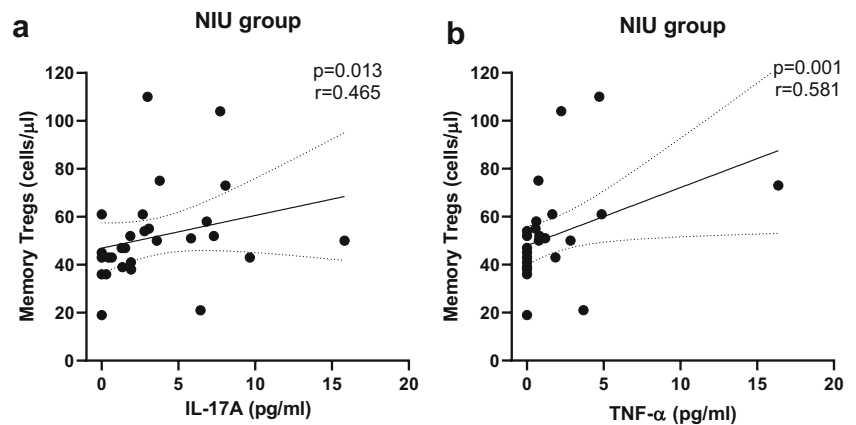 a
NIU group
p=0.013
r=0.465
Memory Tregs (cells/µl)
120
100
80
60
40
20
0
0 5 10 15 20
IL-17A (pg/ml)
b
NIU group
p=0.001
r=0.581
Memory Tregs (cells/µl)
120
100
80
60
40
20
0
0 5 10 15 20
TNF-α (pg/ml)